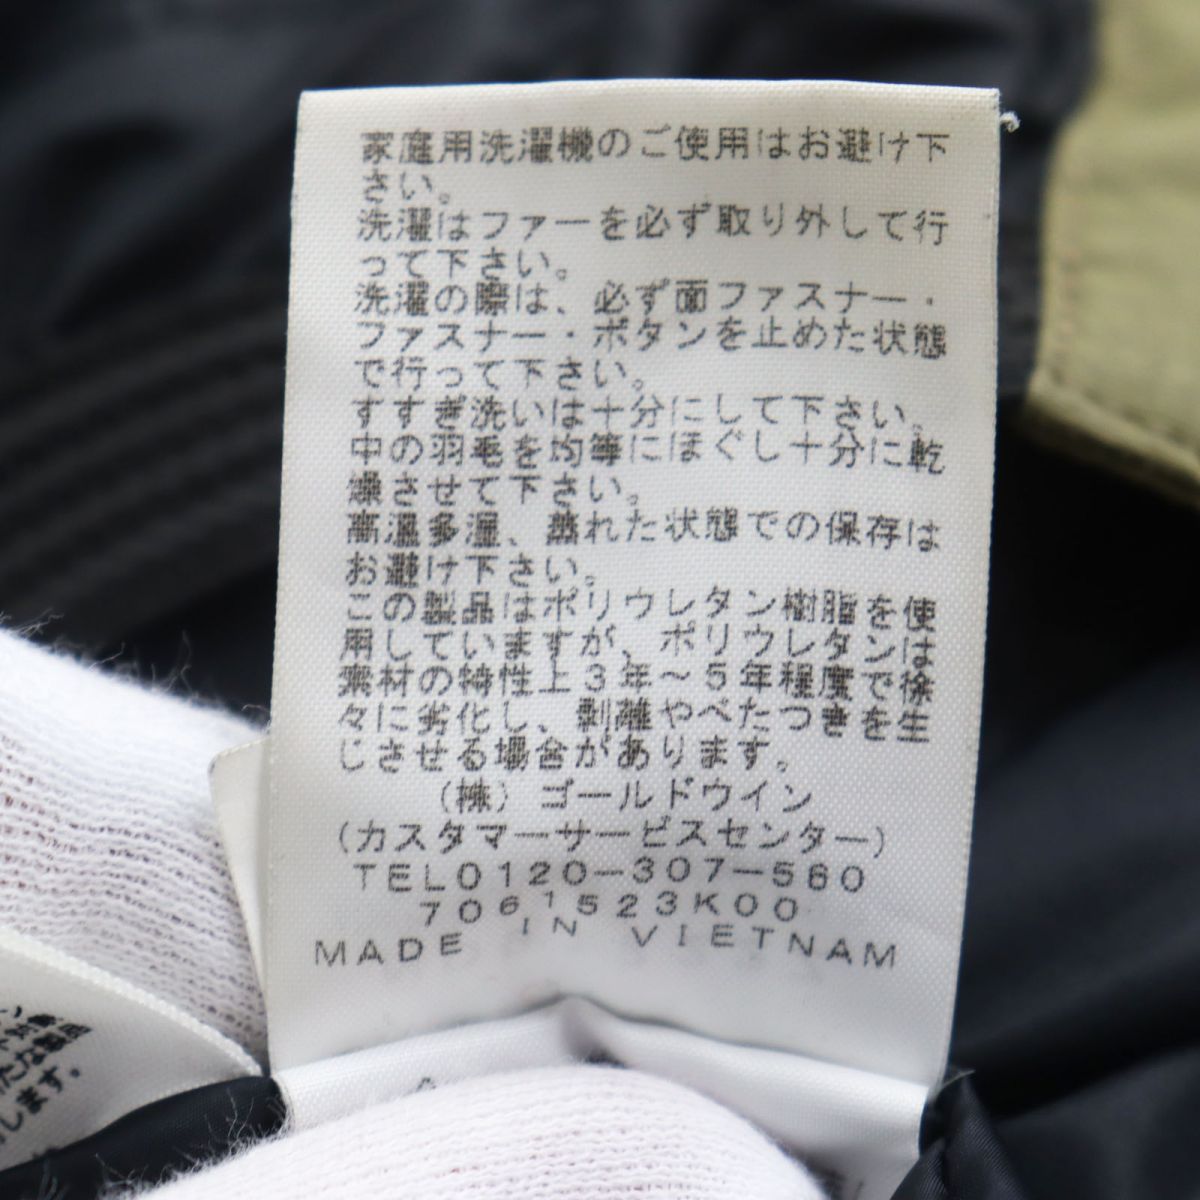 家庭用洗濯機のご使用はお避け下
さい。
洗濯はファーを必ず取り外して行
って下さい。
洗濯の際は、必ず面ファスナー・
ファスナー・ボタンを止めた状態
で行って下さい。
すすぎ洗いは十分にして下さい。
中の羽毛を均等にほぐし十分に乾
燥させて下さい。
高温多湿、蒸れた状態での保存は
お避け下さい。
この製品はポリウレタン樹脂を使
用していますが、ポリウレタンは
素材の特性上3年～5年程度で徐
々に劣化し、剥離やべたつきを生
じさせる場合があります。
(株)ゴールドウイン
(カスタマーサービスセンター)
TEL0120-307-560
7061523K00
MADE IN VIETNAM
します。